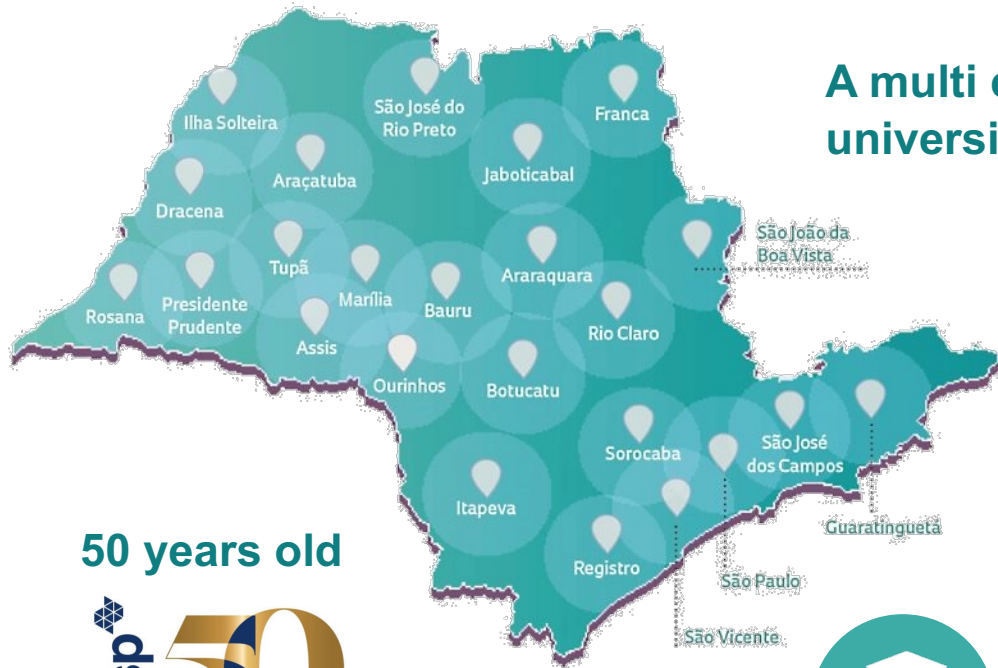 A multi
universi
Ilha Solteira
São José do
Rio Preto
Franca
Araçatuba
Jaboticabal
Dracena
São João da
Boa Vista
Tupã
Araraquara
Rosana
Presidente
Prudente
Marília
Bauru
Rio Claro
Assis
Ourinhos
Botucatu
Sorocaba
São José
dos Campos
Itapeva
Guaratinguetá
50 years old
Registro
São Paulo
São Vicente
sp
50